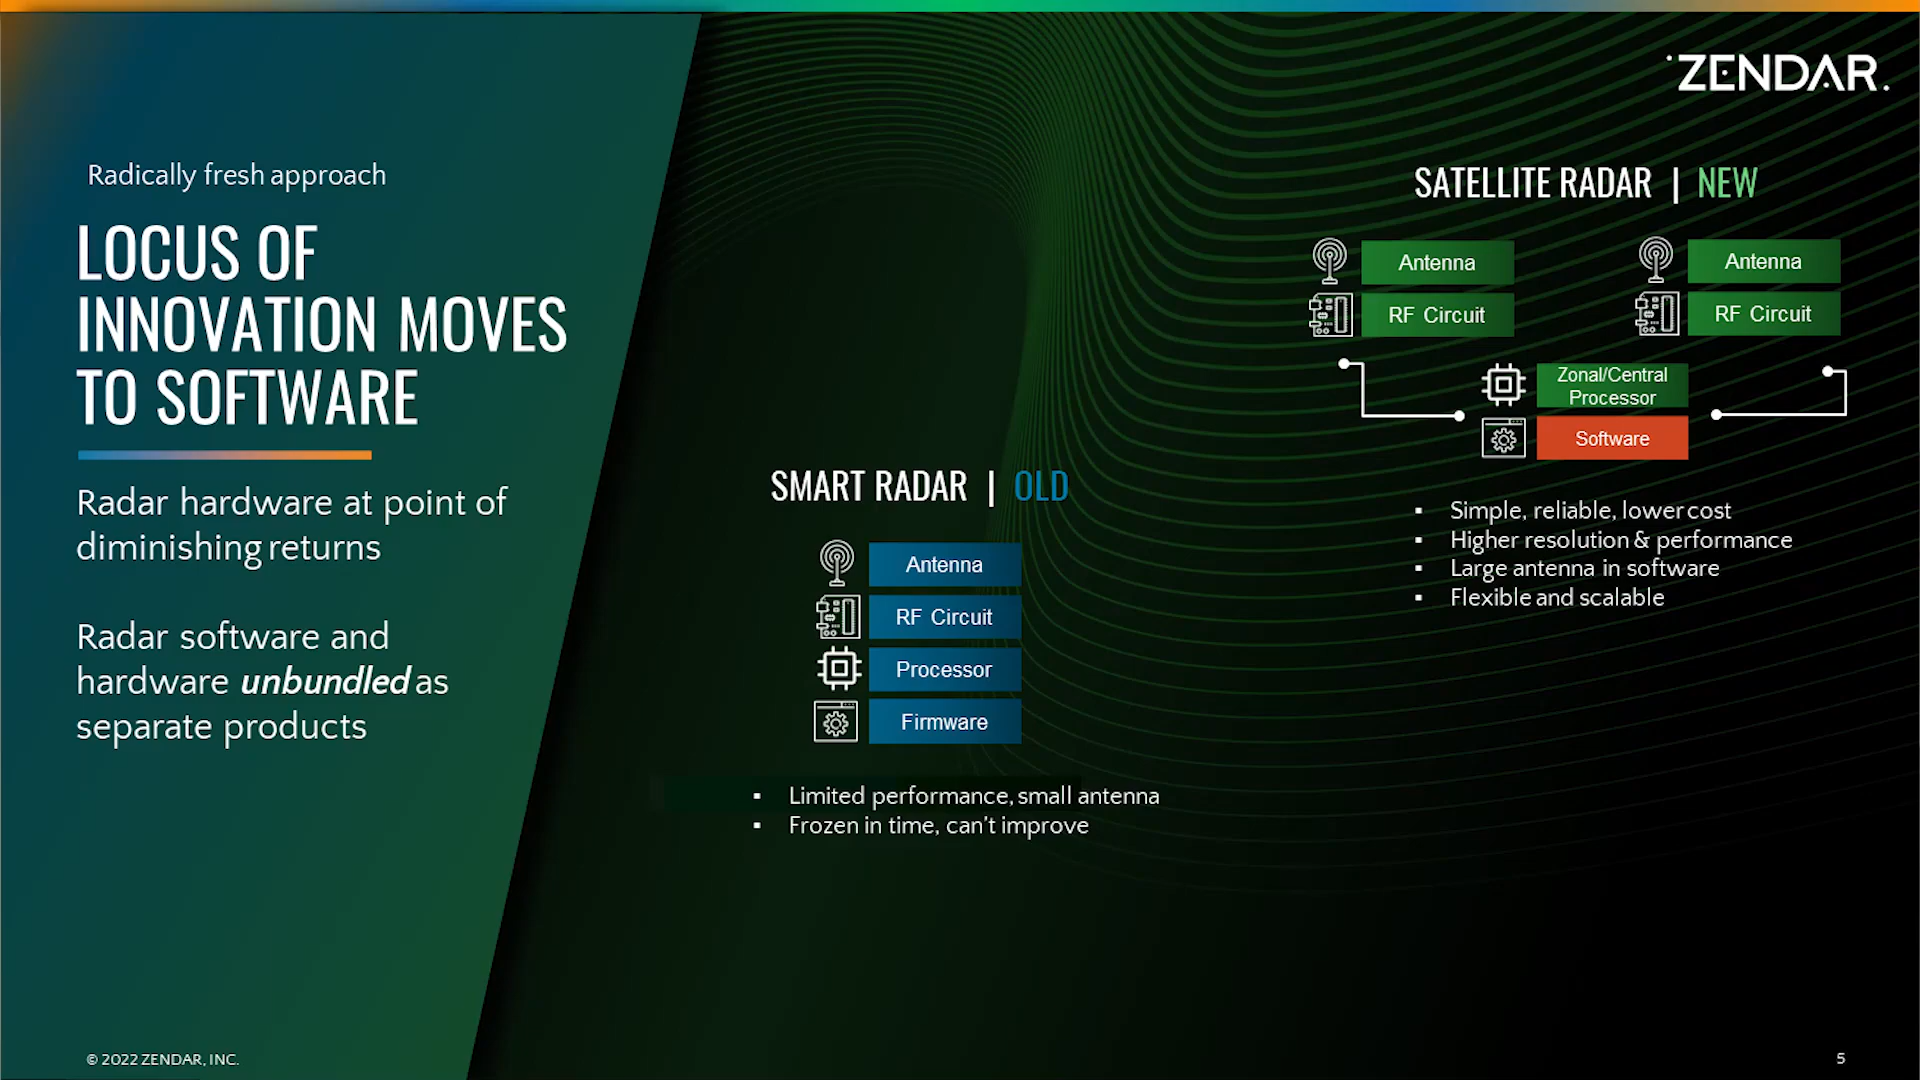 ZENDAR
Radically fresh approach
LOCUS OF
INNOVATION MOVES
TO SOFTWARE
Radar hardware at point of
diminishing returns
Radar software and
hardware unbundled as
separate products
SMART RADAR | OLD
Antenna
RF Circuit
Processor
Firmware
▪ Limited performance, small antenna
▪ Frozen in time, can't improve
SATELLITE RADAR | NEW
Antenna
RF Circuit
Antenna
RF Circuit
Zonal/Central
Processor
Software
▪ Simple, reliable, lower cost
▪ Higher resolution & performance
▪ Large antenna in software
▪ Flexible and scalable
© 2022 ZENDAR, INC.
5